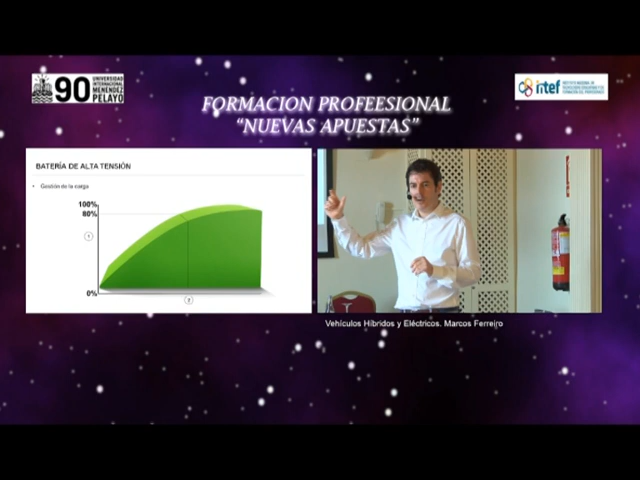 90
UNIVERSIDAD
INTERNACIONAL
MENÉNDEZ
PELAYO
intef
FORMACION PROFEESIONAL
“NUEVAS APUESTAS”
BATERÍA DE ALTA TENSIÓN
• Gestión de la carga
100%
80%
0%
Vehículos Híbridos y Eléctricos. Marcos Ferreiro